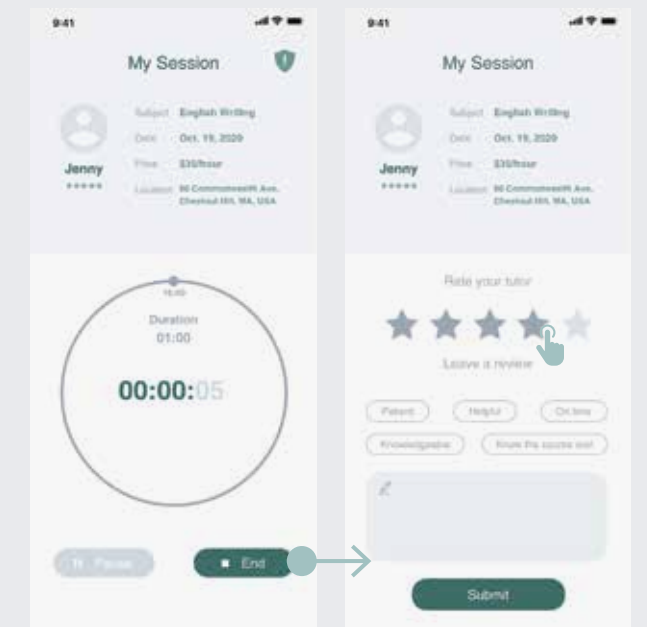 9:41
My Session
Jenny
Subject English Writing
Date Oct. 19, 2020
Price $35/hour
Location 90 Commonwealth Ave.
Chestnut Hill, MA, USA
Duration
01:00
00:00:05
Pause
End
9:41
My Session
Jenny
Subject English Writing
Date Oct. 19, 2020
Price $35/hour
Location 90 Commonwealth Ave.
Chestnut Hill, MA, USA
Rate your tutor
Leave a review
Patient
Helpful
On time
Knowledgeable
Know the course well
Submit